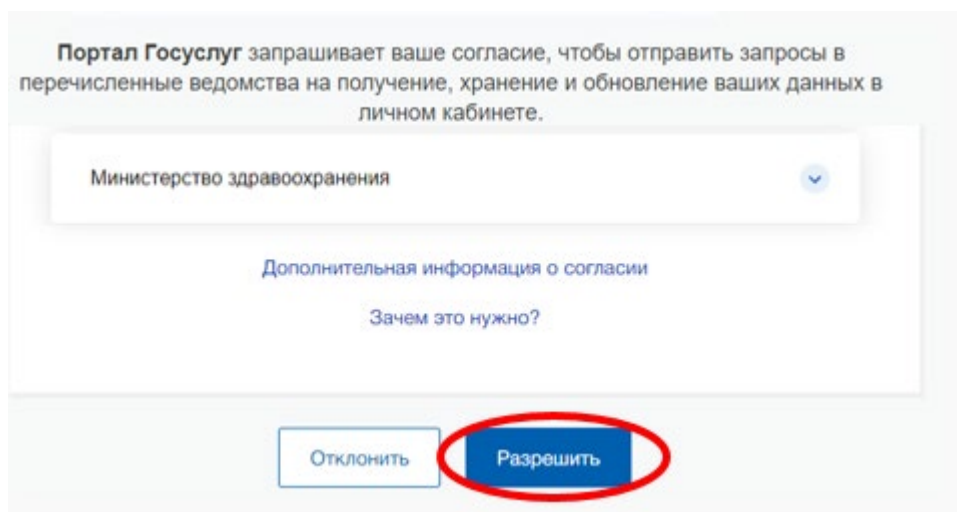 Портал Госуслуг запрашивает ваше согласие, чтобы отправить запросы в
перечисленные ведомства на получение, хранение и обновление ваших данных в
личном кабинете.
Министерство здравоохранения
Дополнительная информация о согласии
Зачем это нужно?
Отклонить
Разрешить